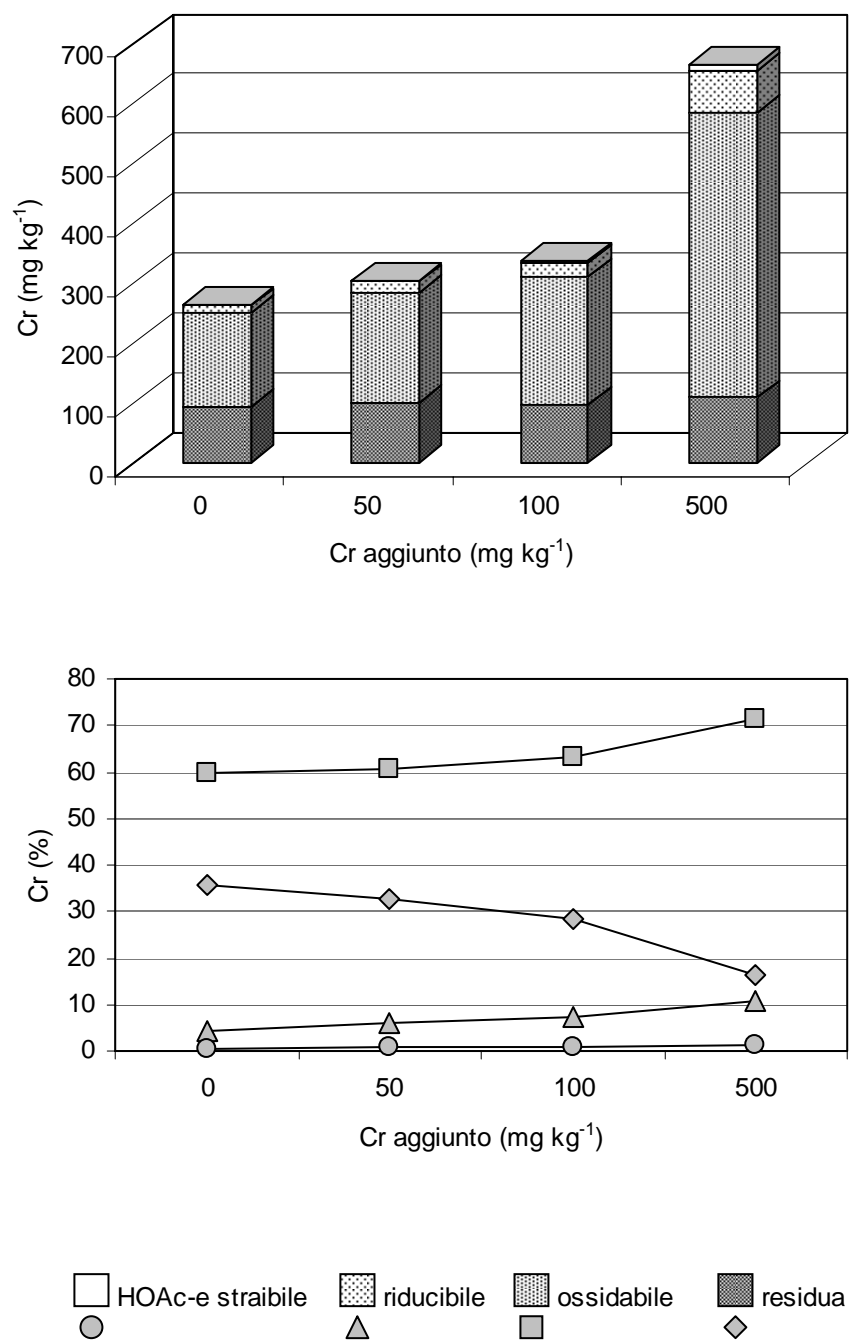 700
600
500
400
300
200
100
0
Cr (mg kg⁻¹)
0 50 100 500
Cr aggiunto (mg kg⁻¹)
80
70
60
50
40
30
20
10
0
Cr (%)
0 50 100 500
Cr aggiunto (mg kg⁻¹)
HOAc-e straibile riducibile ossidabile residua